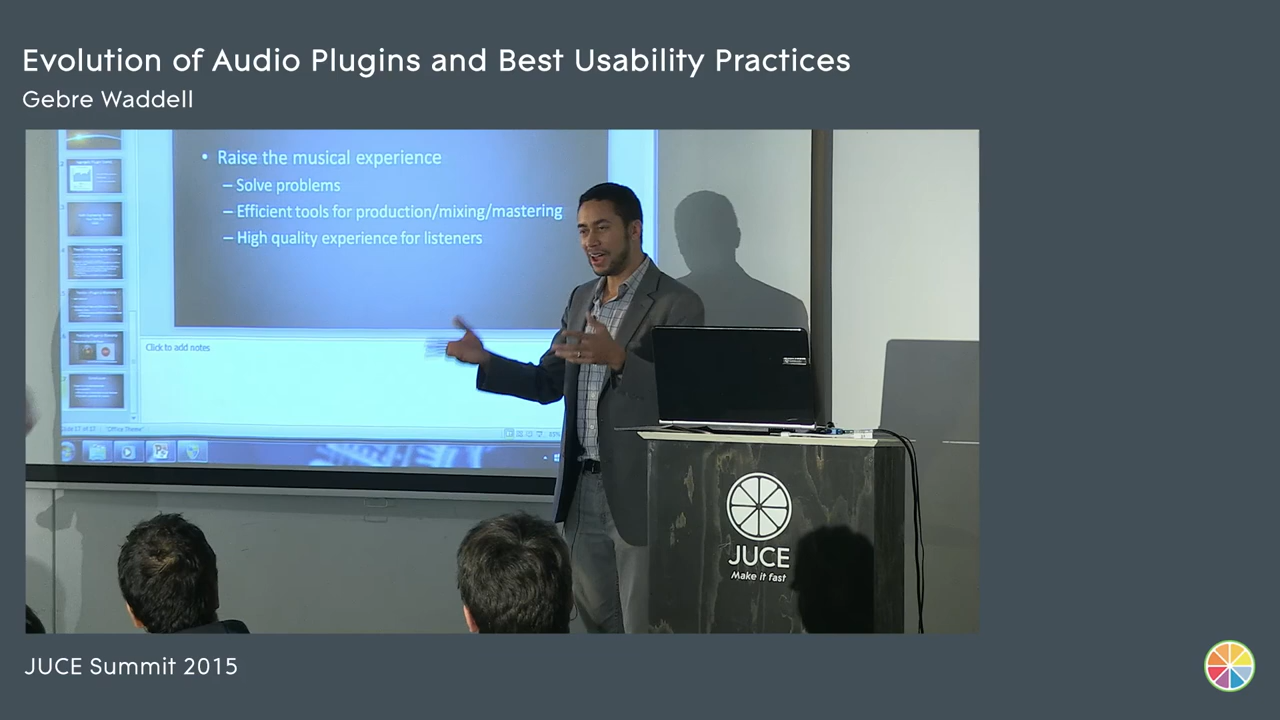 Evolution of Audio Plugins and Best Usability Practices
Gebre Waddell
• Raise the musical experience
– Solve problems
– Efficient tools for production/mixing/mastering
– High quality experience for listeners
Click to add notes
JUCE
Make it fast
JUCE Summit 2015